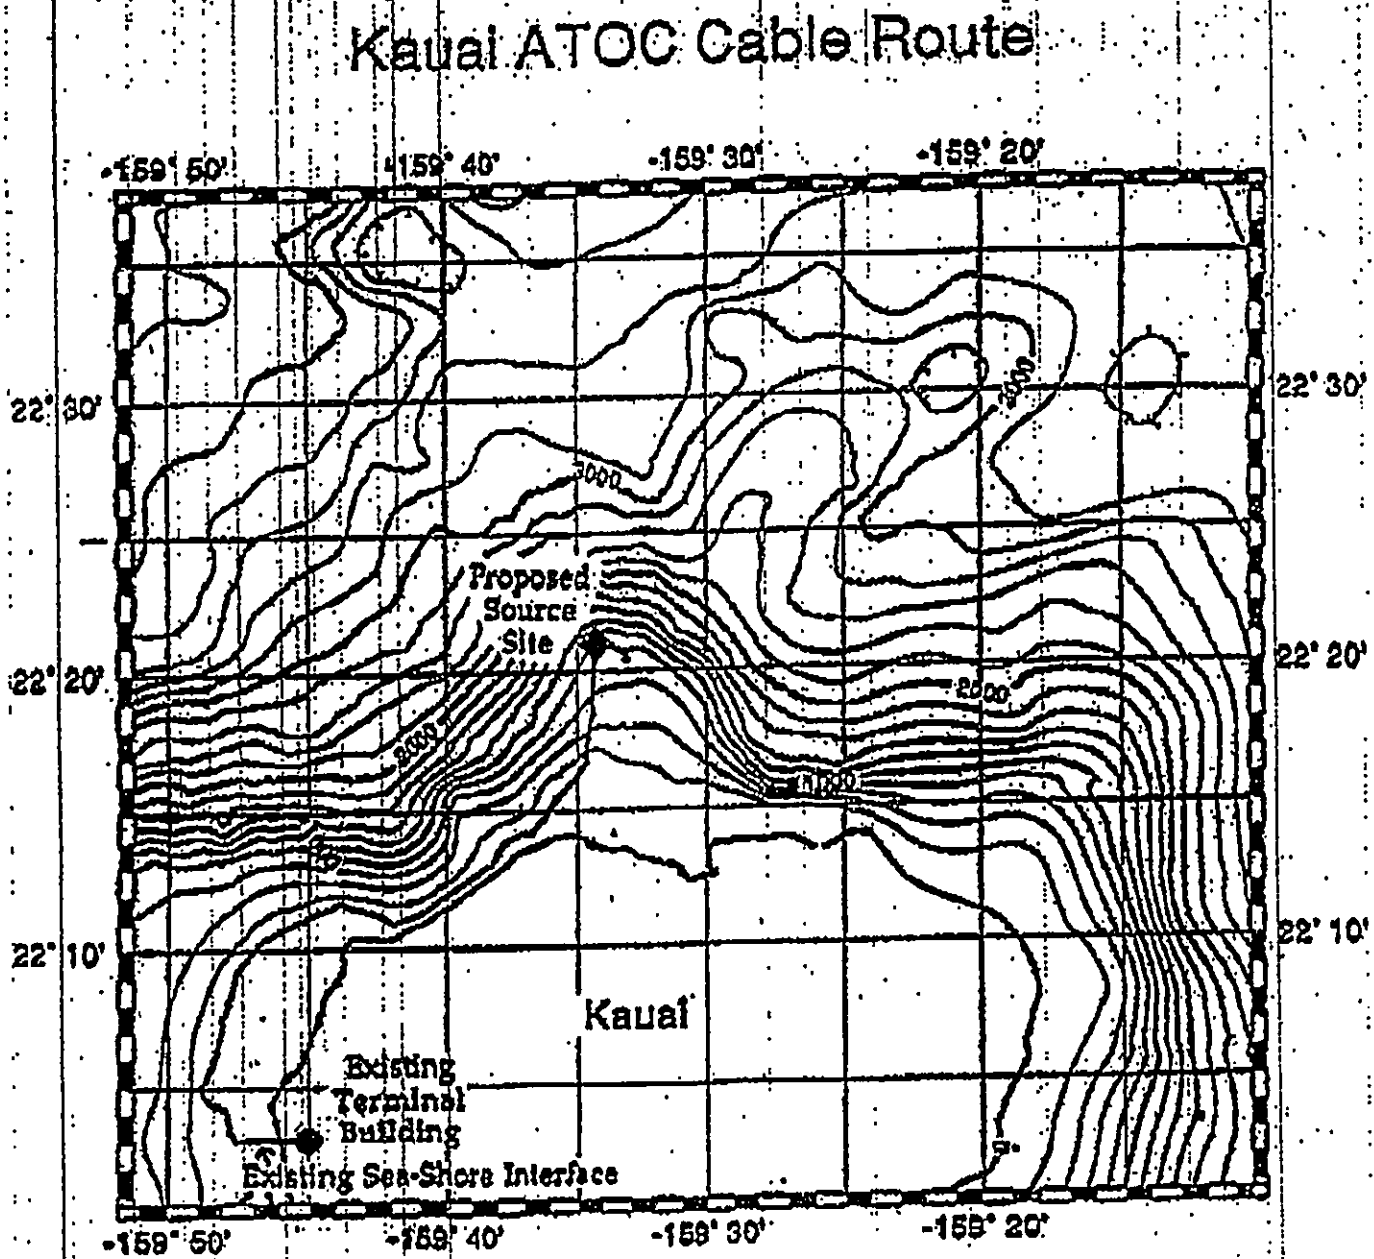 Kauai ATOC Cable Route
-159° 50' -159° 40' -159° 30' -159° 20'
22° 30' 22° 30'
3000
3000
Proposed
Source
Site
22° 20' 22° 20'
2000
2000
22° 10' 22° 10'
Kauai
Existing
Terminal
Building
Existing Sea-Shore Interface
-159° 50' -159° 40' -159° 30' -159° 20'